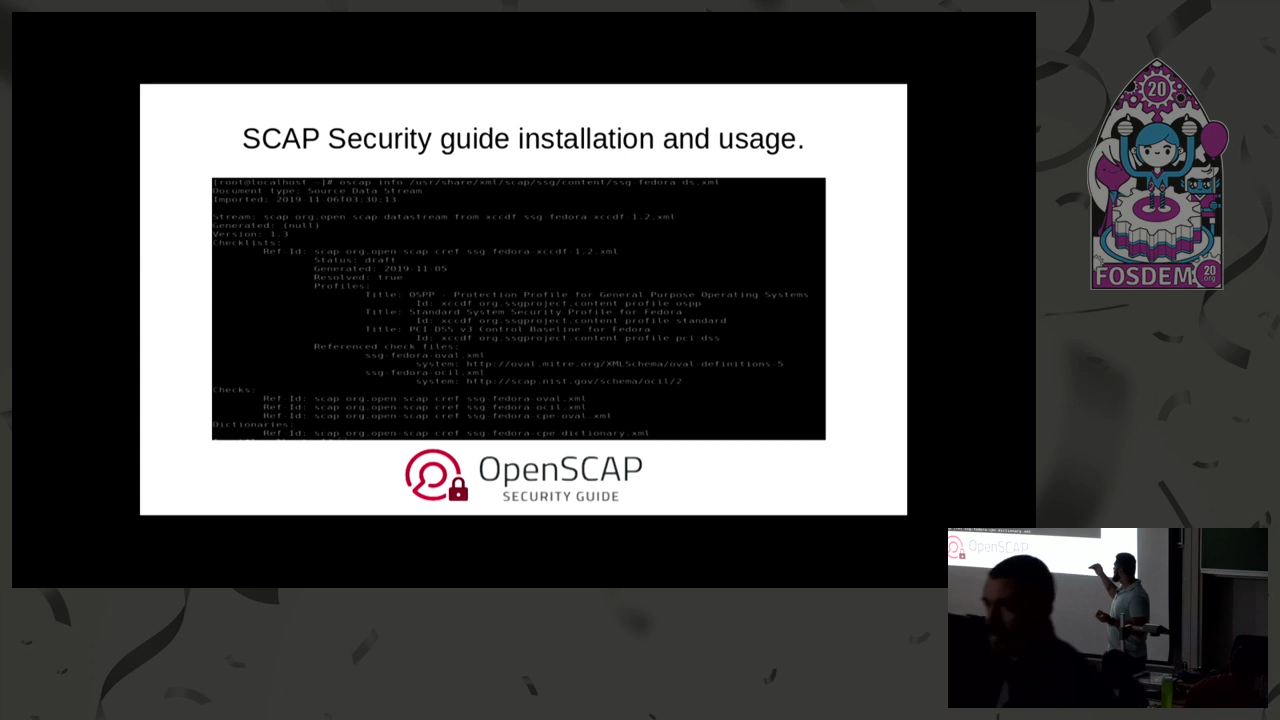 SCAP Security guide installation and usage.
[root@localhost ~]# oscap info /usr/share/xml/scap/ssg/content/ssg-fedora-ds.xml
Document type: Source Data Stream
Imported: 2019-11-06T03:30:13
Stream: scap_org.open-scap_datastream_from_xccdf_ssg-fedora-xccdf-1.2.xml
Generated: (null)
Version: 1.3
Checklists:
Ref-Id: scap_org.open-scap_cref_ssg-fedora-xccdf-1.2.xml
Status: draft
Generated: 2019-11-05
Resolved: true
Profiles:
Title: OSPP - Protection Profile for General Purpose Operating Systems
Id: xccdf_org.ssgproject.content_profile_ospp
Title: Standard System Security Profile for Fedora
Id: xccdf_org.ssgproject.content_profile_standard
Title: PCI-DSS v3 Control Baseline for Fedora
Id: xccdf_org.ssgproject.content_profile_pci-dss
Referenced check files:
ssg-fedora-oval.xml
system: http://oval.mitre.org/XMLSchema/oval-definitions-5
ssg-fedora-ocil.xml
system: http://scap.nist.gov/schema/ocil/2
Checks:
Ref-Id: scap_org.open-scap_cref_ssg-fedora-oval.xml
Ref-Id: scap_org.open-scap_cref_ssg-fedora-ocil.xml
Ref-Id: scap_org.open-scap_cref_ssg-fedora-cpe-oval.xml
Dictionaries:
Ref-Id: scap_org.open-scap_cref_ssg-fedora-cpe-dictionary.xml
OpenSCAP
SECURITY GUIDE
20
FOSDEM
20
.org
OpenSCAP